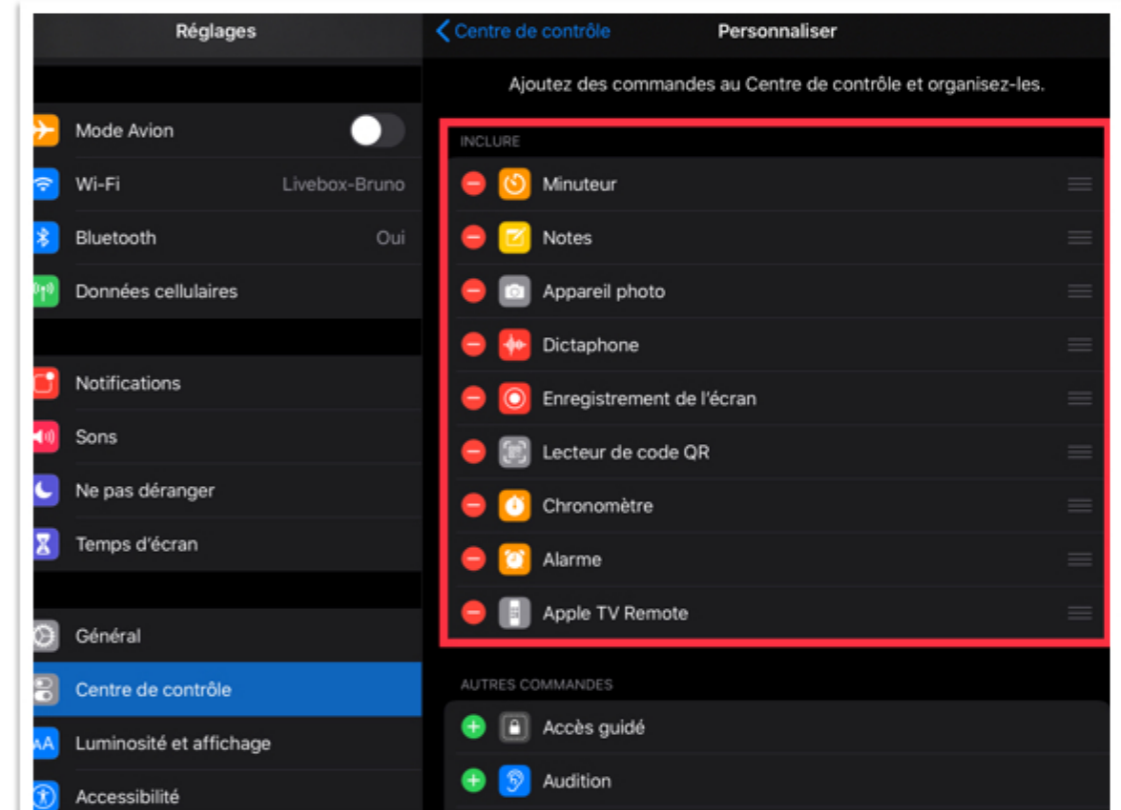 Réglages
Mode Avion
Wi-Fi Livebox-Bruno
Bluetooth Oui
Données cellulaires
Notifications
Sons
Ne pas déranger
Temps d'écran
Général
Centre de contrôle
Luminosité et affichage
Accessibilité
Centre de contrôle Personnaliser
Ajoutez des commandes au Centre de contrôle et organisez-les.
INCLURE
Minuteur
Notes
Appareil photo
Dictaphone
Enregistrement de l'écran
Lecteur de code QR
Chronomètre
Alarme
Apple TV Remote
AUTRES COMMANDES
Accès guidé
Audition